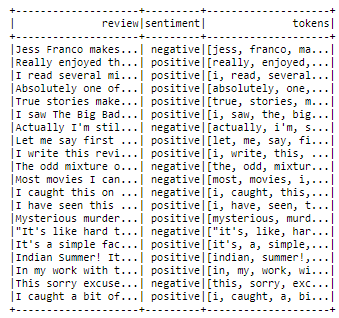 +--------------------+---------+--------------------+
|              review|sentiment|              tokens|
+--------------------+---------+--------------------+
|Jess Franco makes...| negative|[jess, franco, ma...|
|Really enjoyed th...| positive|[really, enjoyed,...|
|I read several mi...| positive|[i, read, several...|
|Absolutely one of...| positive|[absolutely, one,...|
|True stories make...| positive|[true, stories, m...|
|I saw The Big Bad...| positive|[i, saw, the, big...|
|Actually I'm stil...| negative|[actually, i'm, s...|
|Let me say first ...| positive|[let, me, say, fi...|
|I write this revi...| positive|[i, write, this, ...|
|The odd mixture o...| negative|[the, odd, mixtur...|
|Most movies I can...| negative|[most, movies, i,...|
|I caught this on ...| positive|[i, caught, this,...|
|I have seen this ...| positive|[i, have, seen, t...|
|Mysterious murder...| positive|[mysterious, murd...|
|"It's like hard t...| negative|["it's, like, har...|
|It's a simple fac...| positive|[it's, a, simple,...|
|Indian Summer! It...| positive|[indian, summer!,...|
|In my work with t...| positive|[in, my, work, wi...|
|This sorry excuse...| negative|[this, sorry, exc...|
|I caught a bit of...| positive|[i, caught, a, bi...|
+--------------------+---------+--------------------+